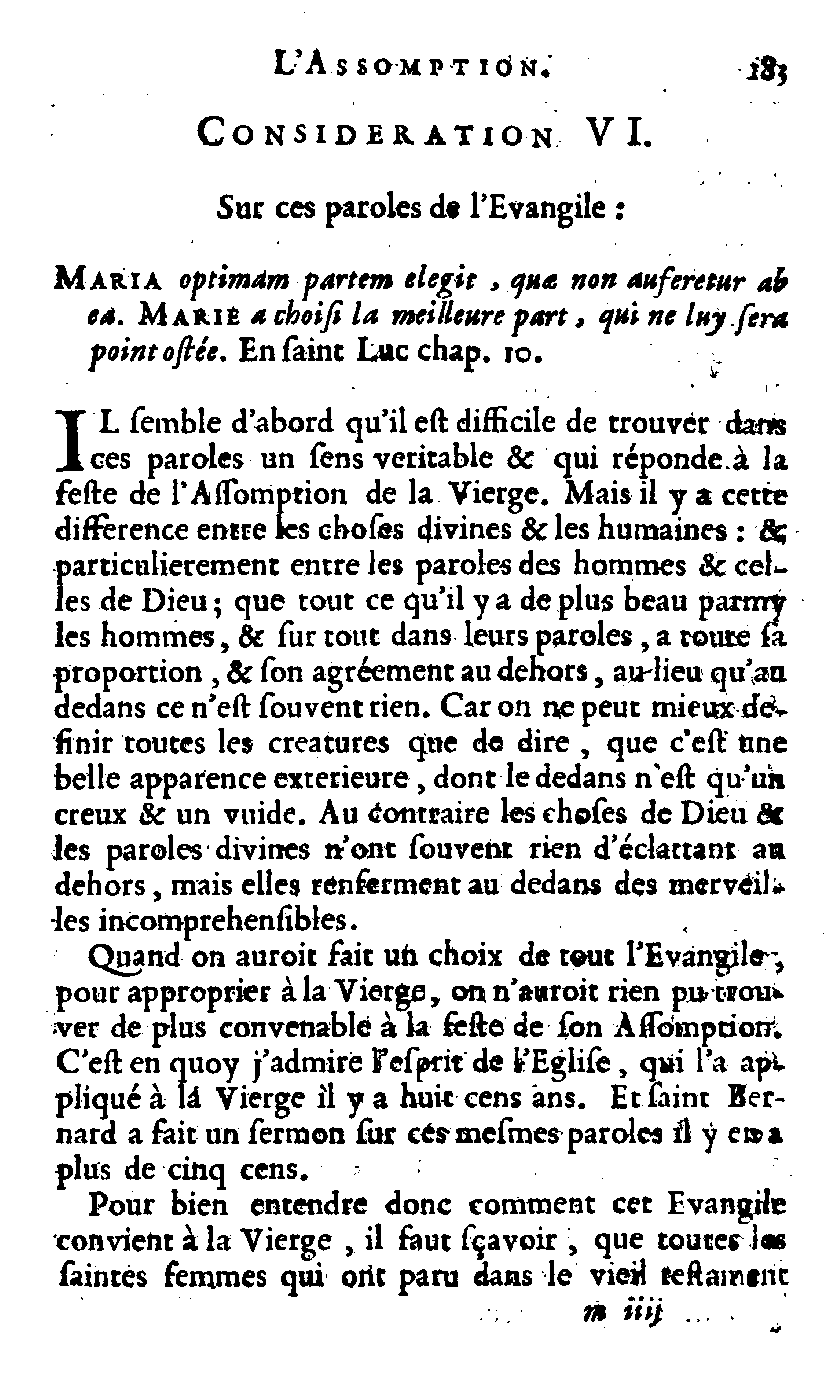 L'ASSOMPTION. 183
CONSIDERATION VI.
Sur ces paroles de l'Evangile :
MARIA optimam partem elegit , quæ non auferetur ab
ea. MARIE a choiſi la meilleure part , qui ne luy ſera
point oſtée. En ſaint Luc chap. 10.
IL ſemble d'abord qu'il eſt difficile de trouver dans
ces paroles un ſens veritable & qui réponde à la
feſte de l'Aſſomption de la Vierge. Mais il y a cette
difference entre les choſes divines & les humaines : &
particulierement entre les paroles des hommes & cel-
les de Dieu ; que tout ce qu'il y a de plus beau parmy
les hommes , & ſur tout dans leurs paroles , a toute ſa
proportion , & ſon agréement au dehors , au-lieu qu'au
dedans ce n'eſt ſouvent rien. Car on ne peut mieux dé-
finir toutes les creatures que de dire , que c'eſt une
belle apparence exterieure , dont le dedans n'eſt qu'un
creux & un vuide. Au contraire les choſes de Dieu &
les paroles divines n'ont ſouvent rien d'éclattant au
dehors , mais elles renferment au dedans des merveil-
les incomprehenſibles.
Quand on auroit fait un choix de tout l'Evangile ,
pour approprier à la Vierge, on n'auroit rien pu trou-
ver de plus convenable à la feſte de ſon Aſſomption.
C'eſt en quoy j'admire l'eſprit de l'Egliſe , qui l'a ap-
pliqué à la Vierge il y a huit cens ans. Et ſaint Ber-
nard a fait un ſermon ſur ces meſmes paroles il y en a
plus de cinq cens.
Pour bien entendre donc comment cet Evangile
convient à la Vierge , il faut ſçavoir , que toutes les
ſaintes femmes qui ont paru dans le vieil teſtament
m iiij